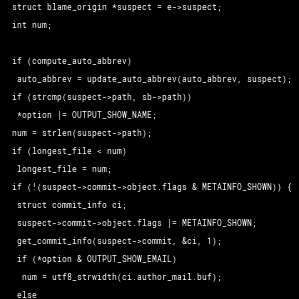 struct blame_origin *suspect = e->suspect;
int num;

if (compute_auto_abbrev)
 auto_abbrev = update_auto_abbrev(auto_abbrev, suspect);
if (strcmp(suspect->path, sb->path))
 *option |= OUTPUT_SHOW_NAME;
num = strlen(suspect->path);
if (longest_file < num)
 longest_file = num;
if (!(suspect->commit->object.flags & METAINFO_SHOWN)) {
 struct commit_info ci;
 suspect->commit->object.flags |= METAINFO_SHOWN;
 get_commit_info(suspect->commit, &ci, 1);
 if (*option & OUTPUT_SHOW_EMAIL)
  num = utf8_strwidth(ci.author_mail.buf);
 else